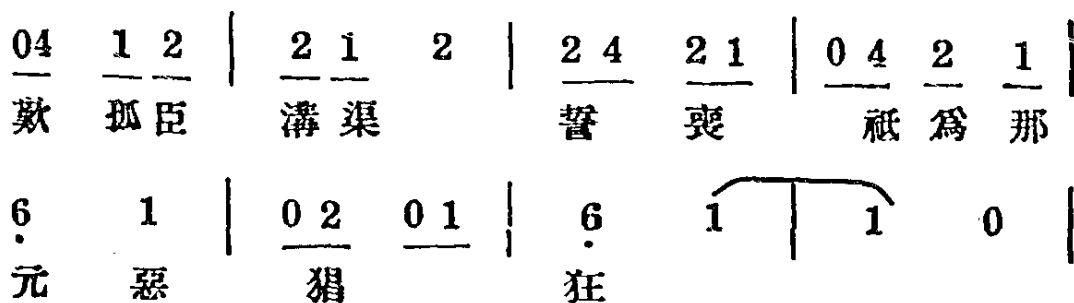 04 1 2 | 2 1 2 | 2 4 2 1 | 0 4 2 1 |
歎 孤臣 溝渠 誓 喪 祗 為 那
6 1 | 0 2 0 1 | 6 1 | 1 0 |
元 惡 猖 狂